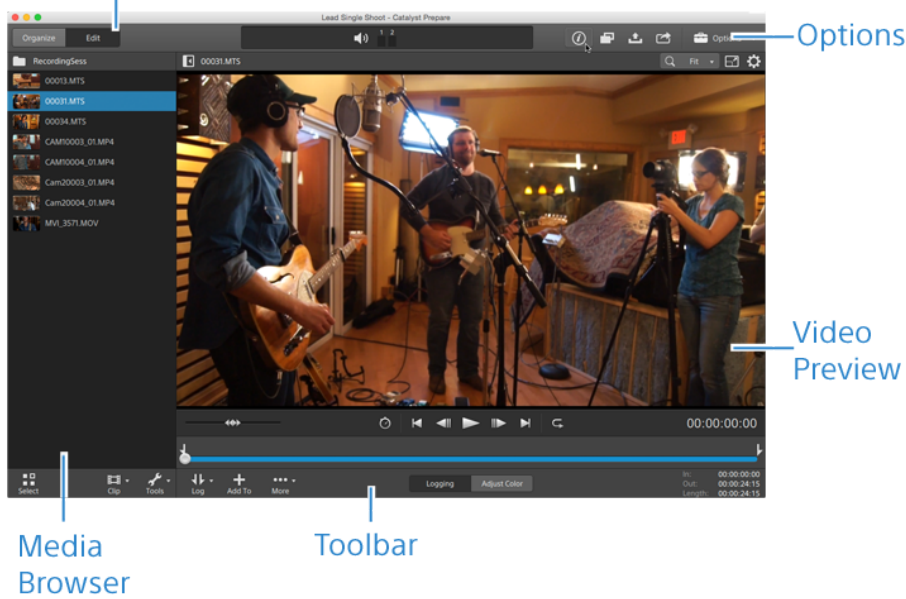 Lead Single Shoot - Catalyst Prepare
Organize Edit
1 2
Options
Options
RecordingSess
00031.MTS
Fit
00013.MTS
00031.MTS
00034.MTS
CAM10003_01.MP4
CAM10004_01.MP4
Cam20003_01.MP4
Cam20004_01.MP4
MVI_3571.MOV
EXIT
Video
Preview
00:00:00:00
Select Clip Tools Log Add To More
Logging Adjust Color
In: 00:00:00:00
Out: 00:00:24:15
Length: 00:00:24:15
Media
Browser
Toolbar